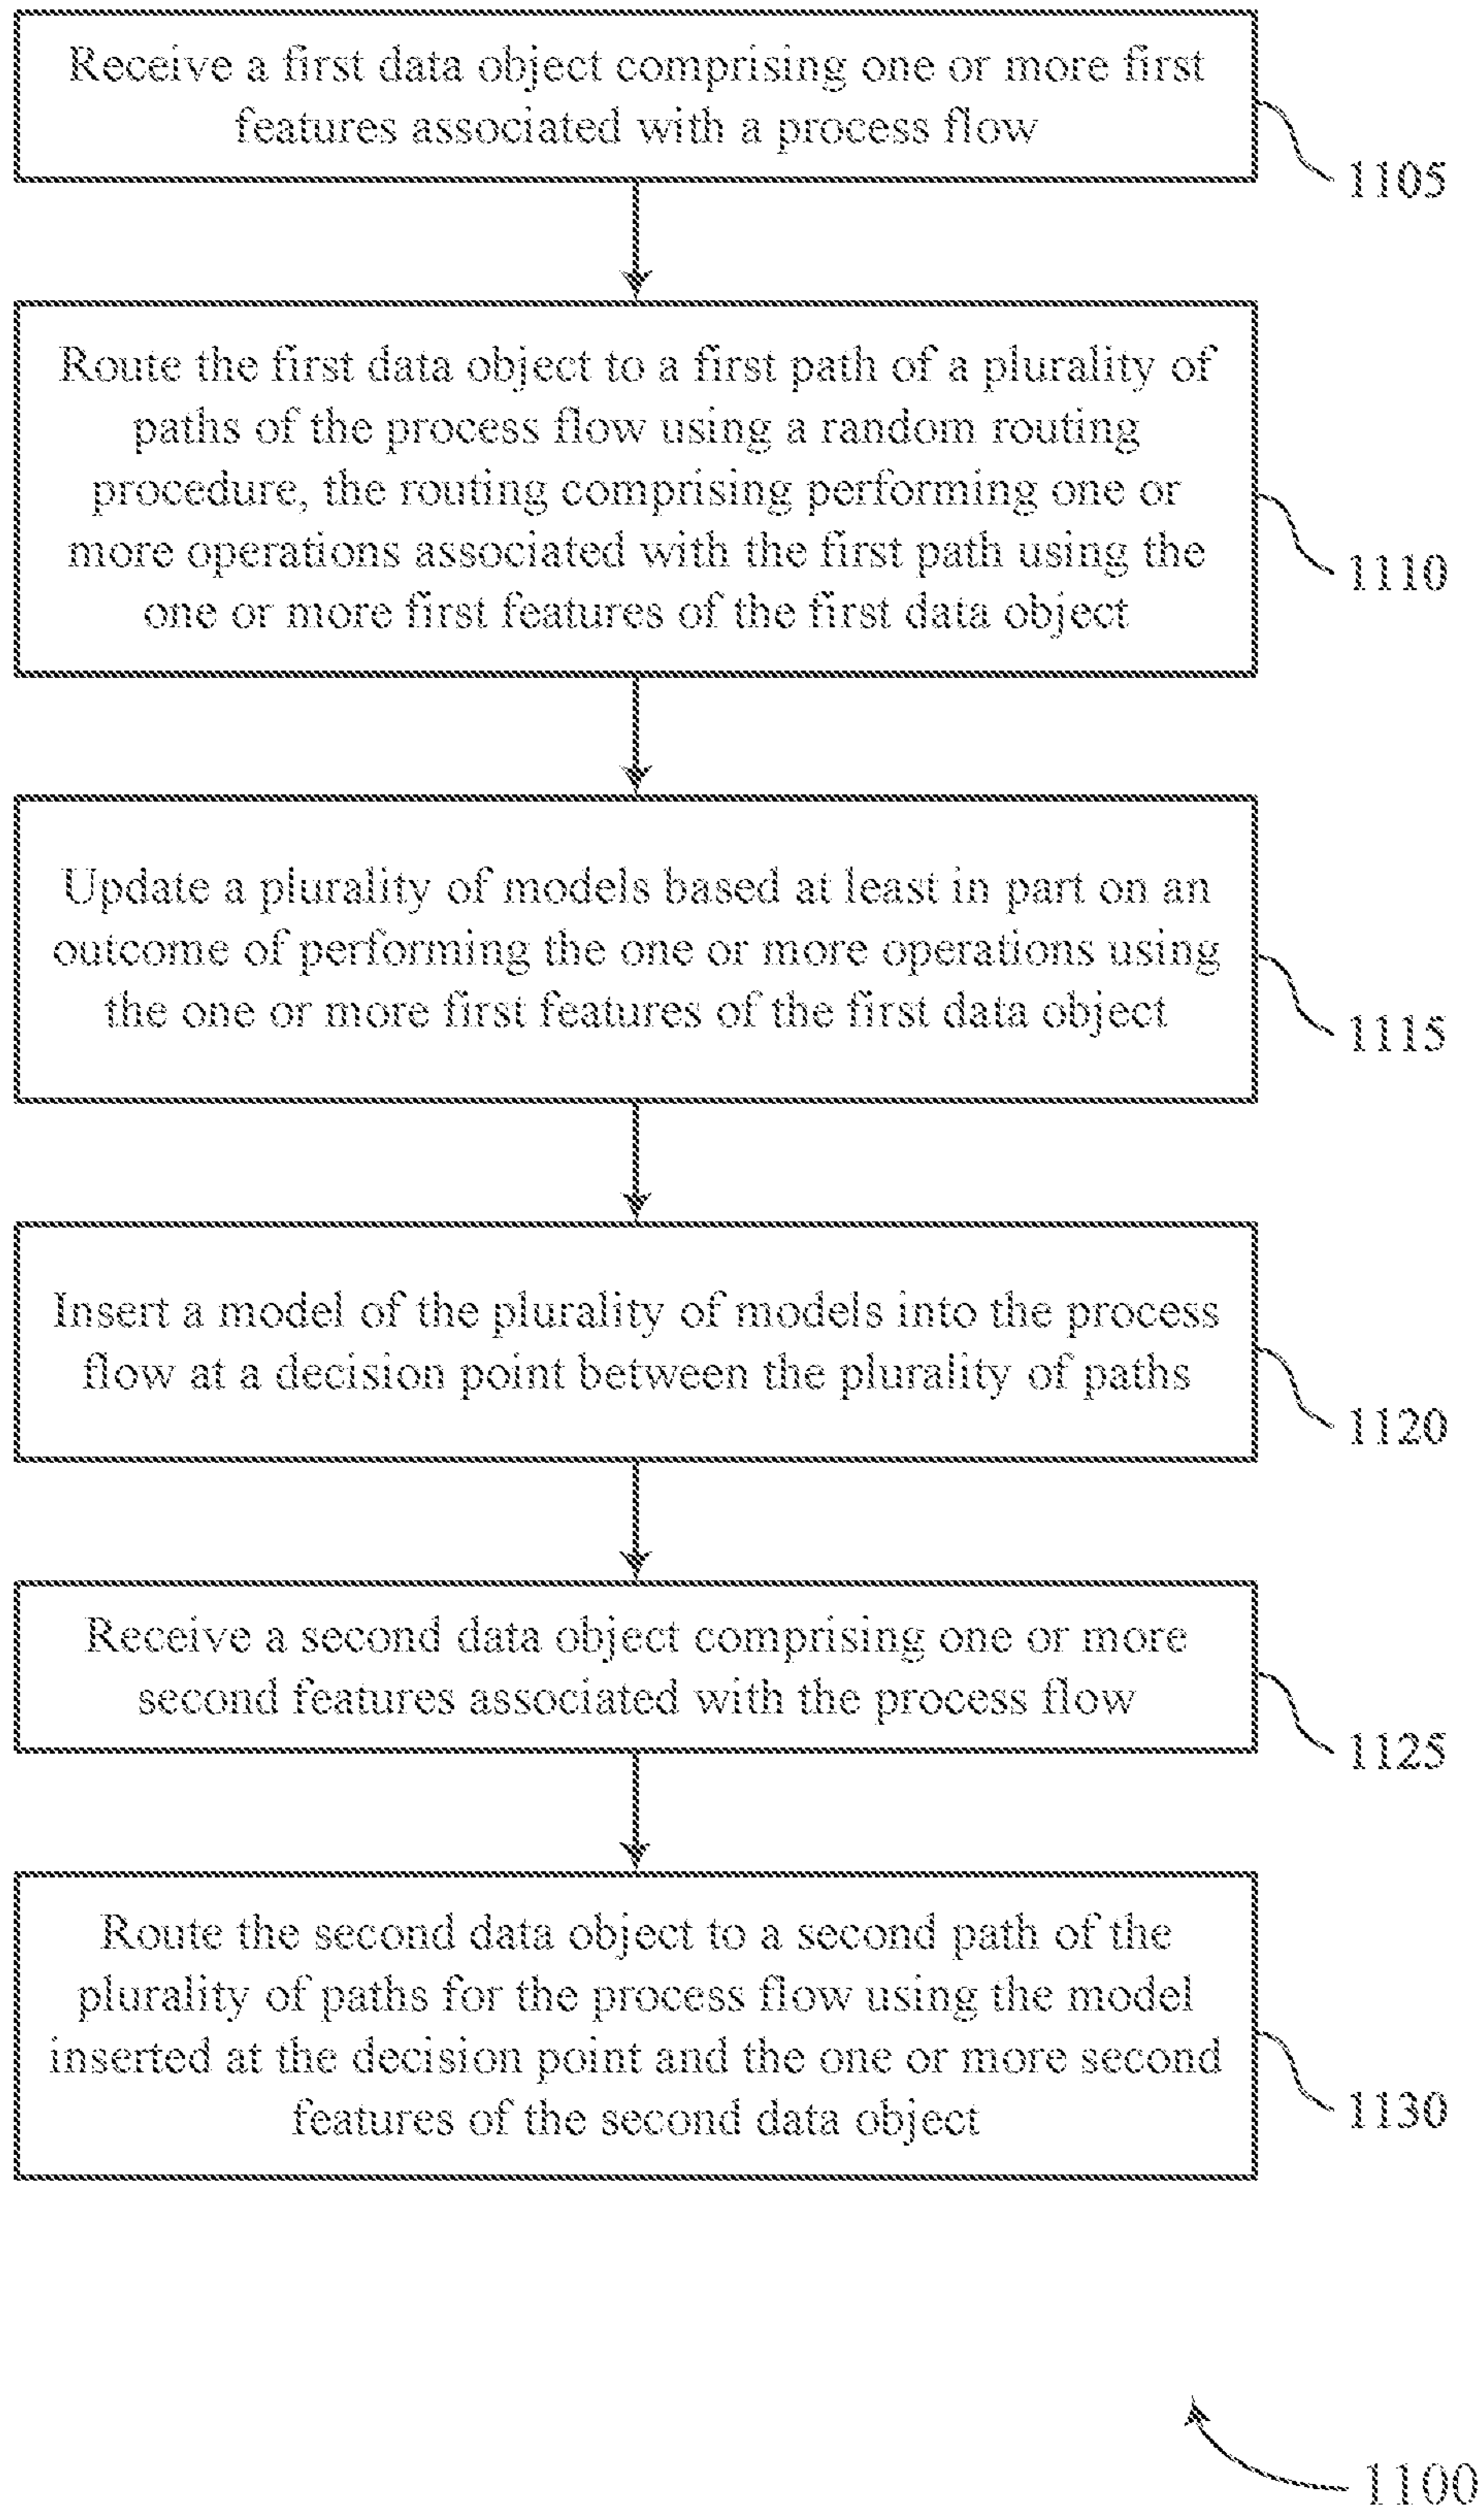 Receive a first data object comprising one or more first
features associated with a process flow
1105
Route the first data object to a first path of a plurality of
paths of the process flow using a random routing
procedure, the routing comprising performing one or
more operations associated with the first path using the
one or more first features of the first data object
1110
Update a plurality of models based at least in part on an
outcome of performing the one or more operations using
the one or more first features of the first data object
1115
Insert a model of the plurality of models into the process
flow at a decision point between the plurality of paths
1120
Receive a second data object comprising one or more
second features associated with the process flow
1125
Route the second data object to a second path of the
plurality of paths for the process flow using the model
inserted at the decision point and the one or more second
features of the second data object
1130
1100